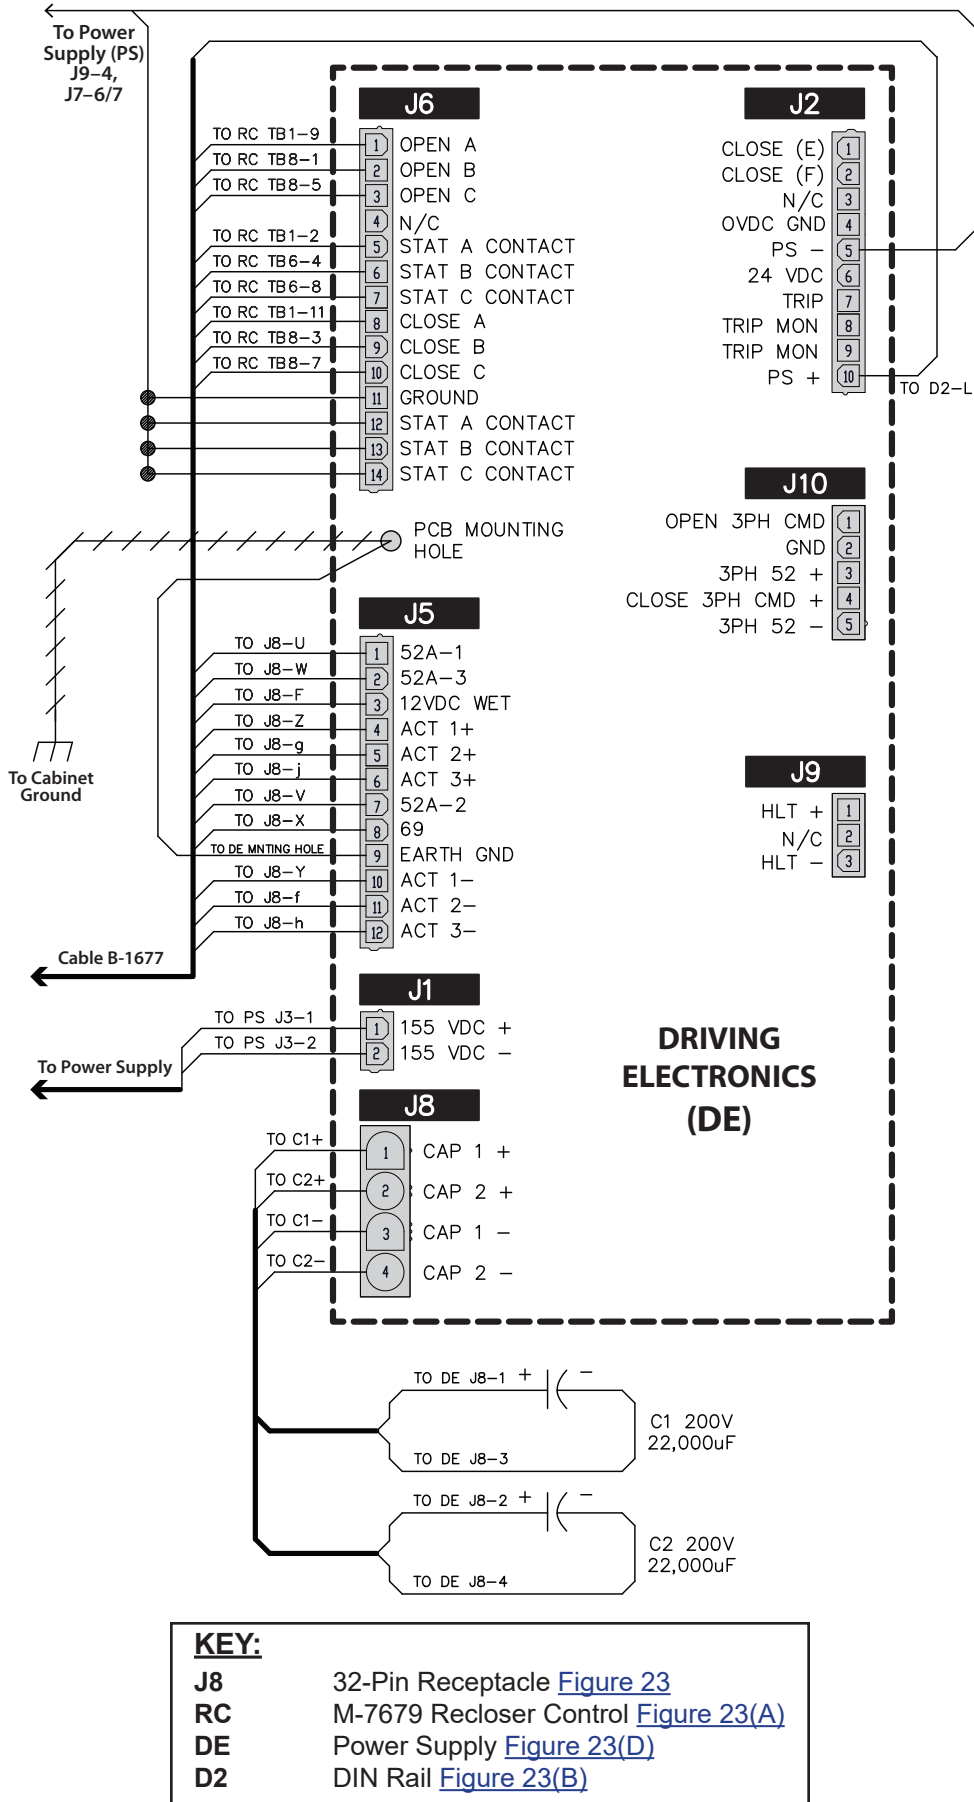 To Power
Supply (PS)
J9–4,
J7–6/7
J6
TO RC TB1–9
1 OPEN A
TO RC TB8–1
2 OPEN B
TO RC TB8–5
3 OPEN C
4 N/C
TO RC TB1–2
5 STAT A CONTACT
TO RC TB6–4
6 STAT B CONTACT
TO RC TB6–8
7 STAT C CONTACT
TO RC TB1–11
8 CLOSE A
TO RC TB8–3
9 CLOSE B
TO RC TB8–7
10 CLOSE C
11 GROUND
12 STAT A CONTACT
13 STAT B CONTACT
14 STAT C CONTACT
J2
CLOSE (E) 1
CLOSE (F) 2
N/C 3
0VDC GND 4
PS – 5
24 VDC 6
TRIP 7
TRIP MON 8
TRIP MON 9
PS + 10
TO D2–L
J10
OPEN 3PH CMD 1
GND 2
3PH 52 + 3
CLOSE 3PH CMD + 4
3PH 52 – 5
PCB MOUNTING
HOLE
To Cabinet
Ground
J5
TO J8–U
1 52A–1
TO J8–W
2 52A–3
TO J8–F
3 12VDC WET
TO J8–Z
4 ACT 1+
TO J8–g
5 ACT 2+
TO J8–j
6 ACT 3+
TO J8–V
7 52A–2
TO J8–X
8 69
TO DE MNTING HOLE
9 EARTH GND
TO J8–Y
10 ACT 1–
TO J8–f
11 ACT 2–
TO J8–h
12 ACT 3–
J9
HLT + 1
N/C 2
HLT – 3
Cable B-1677
J1
TO PS J3–1
1 155 VDC +
TO PS J3–2
2 155 VDC –
To Power Supply
DRIVING
ELECTRONICS
(DE)
J8
TO C1+
1 CAP 1 +
TO C2+
2 CAP 2 +
TO C1–
3 CAP 1 –
TO C2–
4 CAP 2 –
TO DE J8–1 + –
C1 200V
22,000uF
TO DE J8–3
TO DE J8–2 + –
C2 200V
22,000uF
TO DE J8–4
KEY:
J8 32-Pin Receptacle Figure 23
RC M-7679 Recloser Control Figure 23(A)
DE Power Supply Figure 23(D)
D2 DIN Rail Figure 23(B)